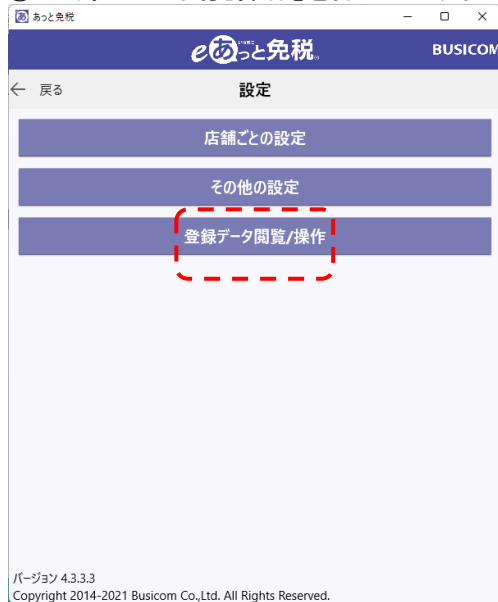 あっと免税
eあっと免税。
BUSICOM
← 戻る
設定
店舗ごとの設定
その他の設定
登録データ閲覧/操作
バージョン 4.3.3.3
Copyright 2014-2021 Busicom Co.,Ltd. All Rights Reserved.